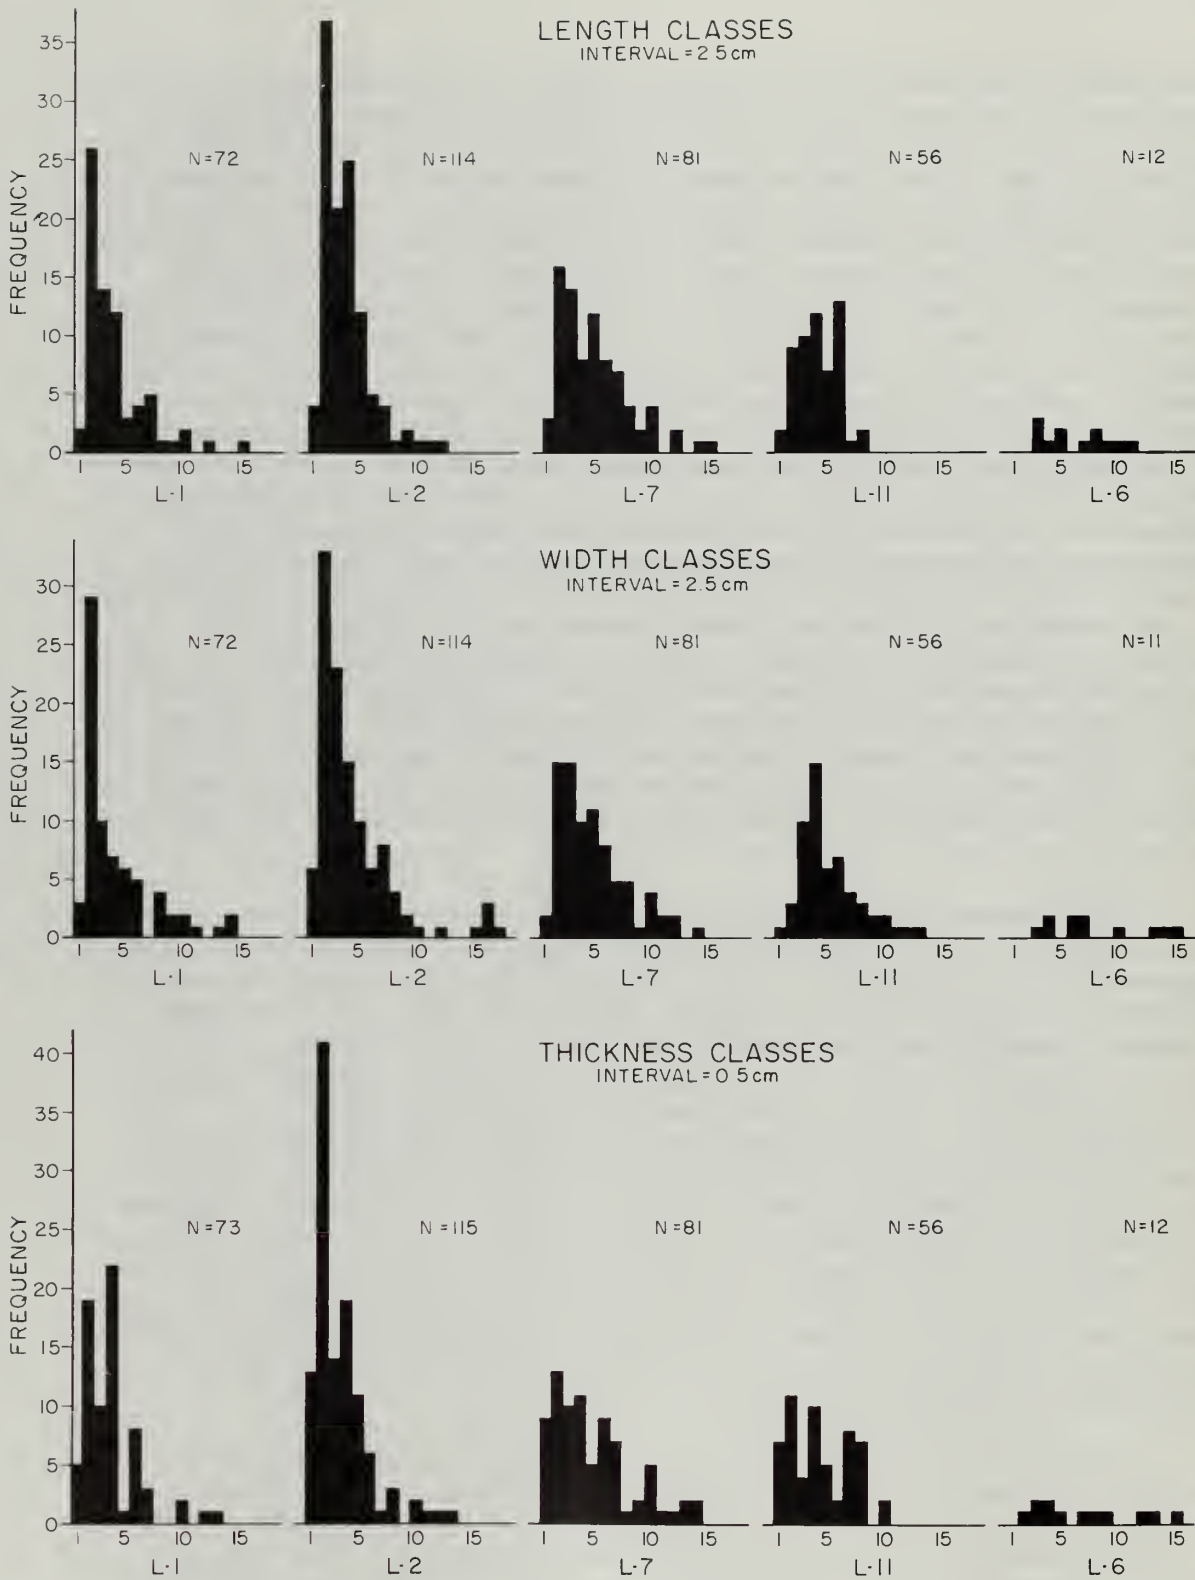 LENGTH CLASSES
INTERVAL=2 5cm
FREQUENCY
35
30
25
20
15
10
5
0
N=72
N=114
N=81
N=56
N=12
1 5 10 15
1 5 10 15
1 5 10 15
1 5 10 15
1 5 10 15
L-1
L-2
L-7
L-11
L-6
WIDTH CLASSES
INTERVAL=2.5cm
FREQUENCY
30
25
20
15
10
5
0
N=72
N=114
N=81
N=56
N=11
1 5 10 15
1 5 10 15
1 5 10 15
1 5 10 15
1 5 10 15
L-1
L-2
L-7
L-11
L-6
THICKNESS CLASSES
INTERVAL=0 5cm
FREQUENCY
40
35
30
25
20
15
10
5
0
N=73
N=115
N=81
N=56
N=12
1 5 10 15
1 5 10 15
1 5 10 15
1 5 10 15
1 5 10 15
L-1
L-2
L-7
L-11
L-6